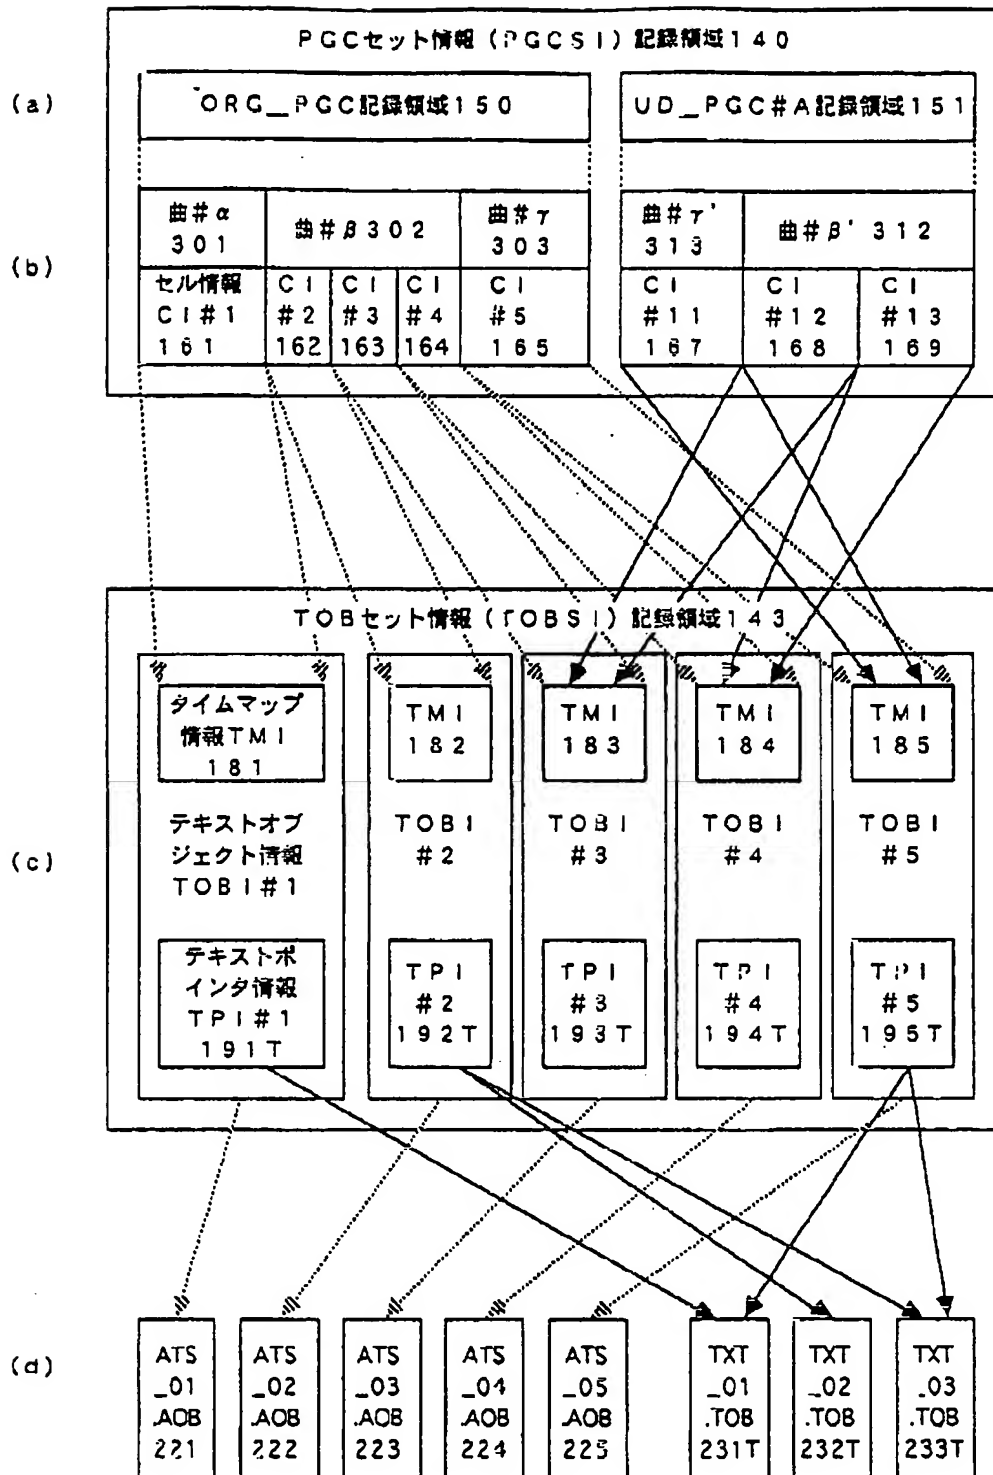 PGCセット情報(PGCSI)記録領域140
(a)
ORG__PGC記録領域150
UD__PGC#A記録領域151
(b)
曲#α
301
曲#β302
曲#γ
303
曲#γ'
313
曲#β'312
セル情報
CI#1
161
CI
#2
162
CI
#3
163
CI
#4
164
CI
#5
165
CI
#11
167
CI
#12
168
CI
#13
169
TOBセット情報(TOBSI)記録領域143
(c)
タイムマップ
情報TMI
181
TMI
182
TMI
183
TMI
184
TMI
185
テキストオブ
ジェクト情報
TOBI#1
TOBI
#2
TOBI
#3
TOBI
#4
TOBI
#5
テキストポ
インタ情報
TPI#1
191T
TPI
#2
192T
TPI
#3
193T
TPI
#4
194T
TPI
#5
195T
(d)
ATS
_01
.AOB
221
ATS
_02
.AOB
222
ATS
_03
.AOB
223
ATS
_04
.AOB
224
ATS
_05
.AOB
225
TXT
_01
.TOB
231T
TXT
_02
.TOB
232T
TXT
_03
.TOB
233T